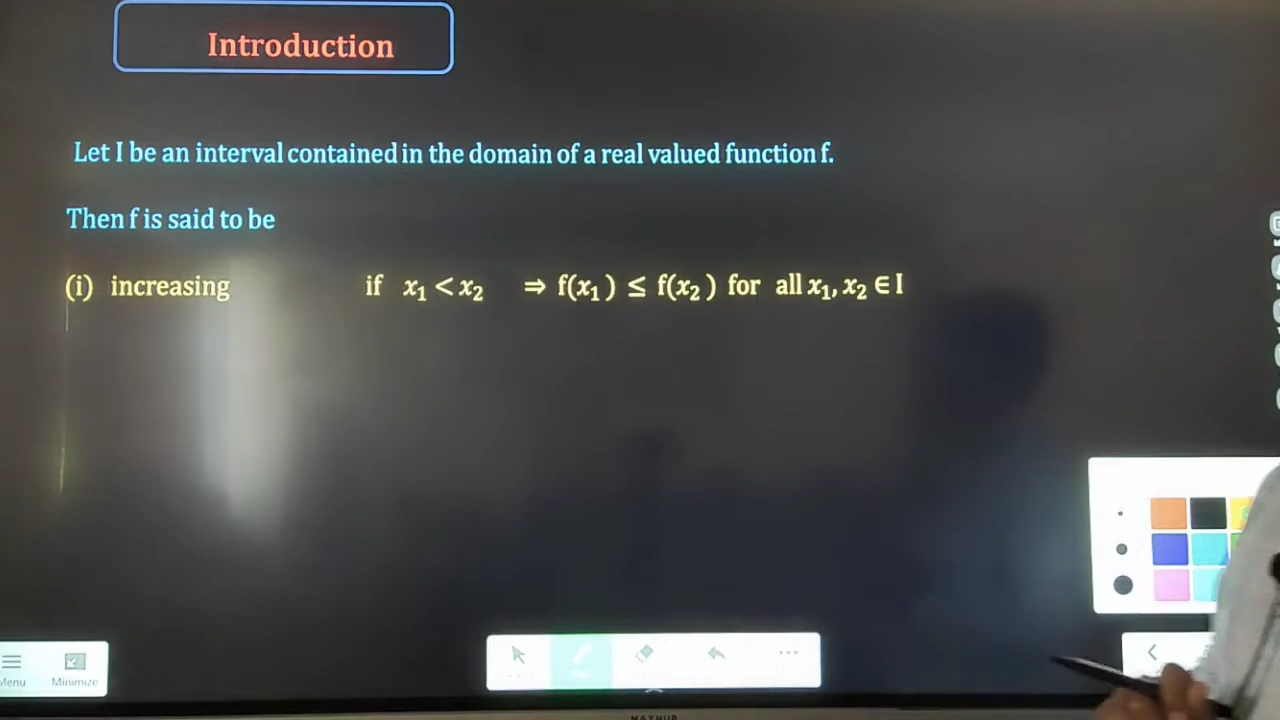 Introduction
Let I be an interval contained in the domain of a real valued function f.
Then f is said to be
(i) increasing if x₁ < x₂ ⇒ f(x₁) ≤ f(x₂) for all x₁, x₂ ∈ I
Menu Minimize